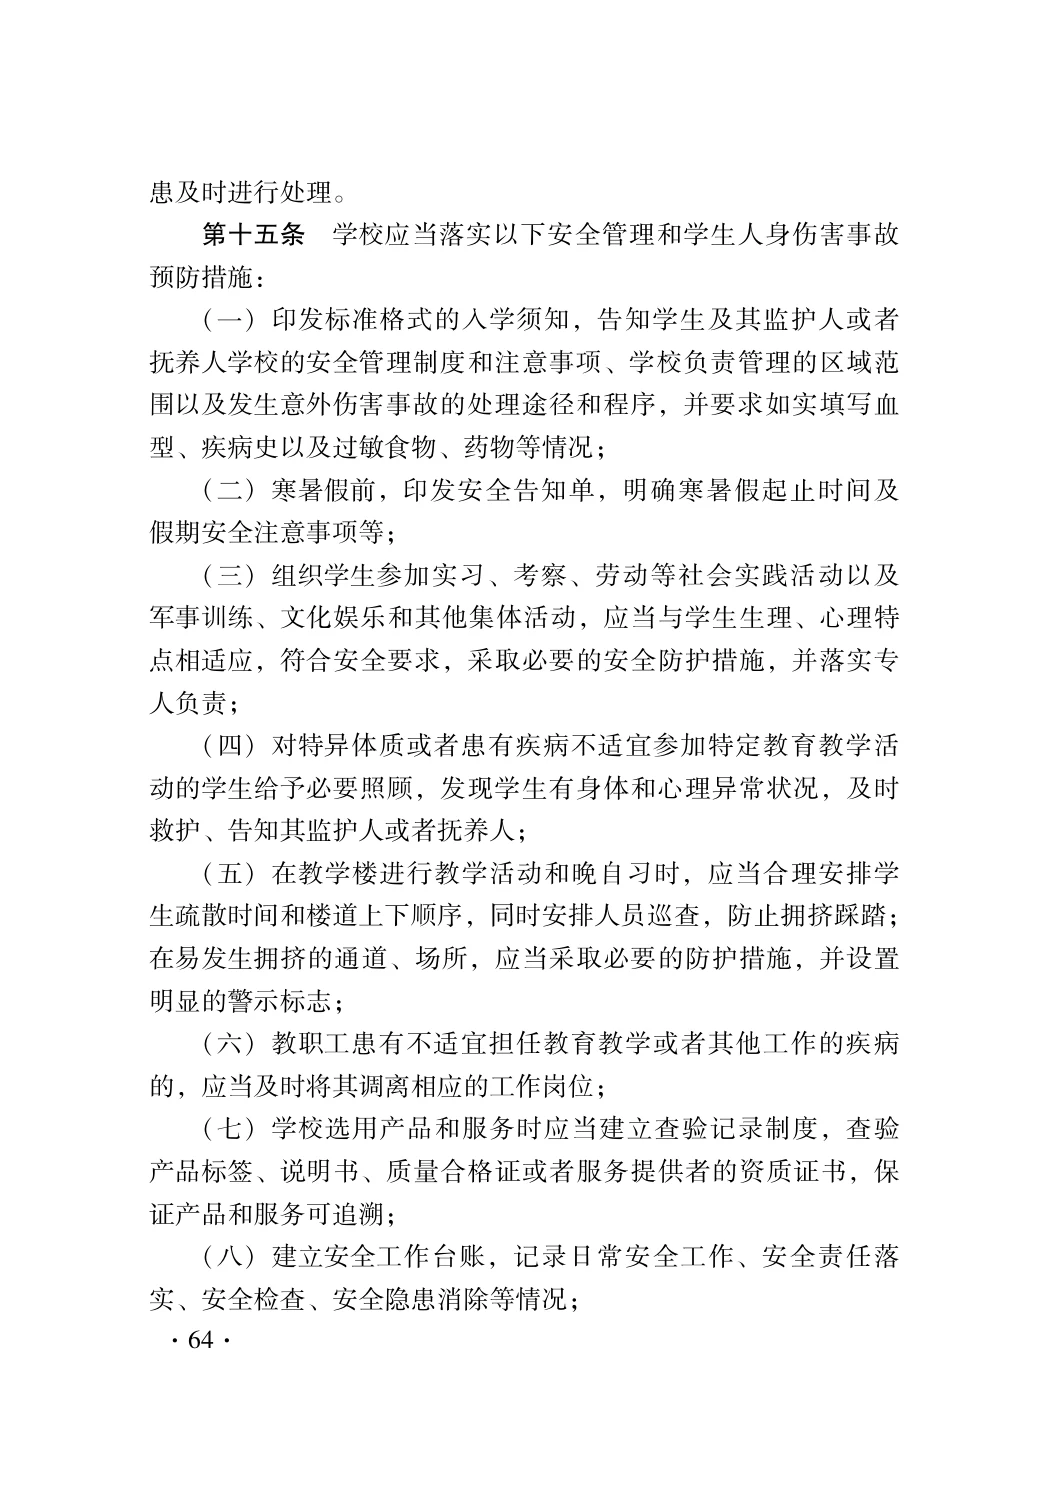 患及时进行处理。
第十五条　学校应当落实以下安全管理和学生人身伤害事故
预防措施：
（一）印发标准格式的入学须知，告知学生及其监护人或者
抚养人学校的安全管理制度和注意事项、学校负责管理的区域范
围以及发生意外伤害事故的处理途径和程序，并要求如实填写血
型、疾病史以及过敏食物、药物等情况；
（二）寒暑假前，印发安全告知单，明确寒暑假起止时间及
假期安全注意事项等；
（三）组织学生参加实习、考察、劳动等社会实践活动以及
军事训练、文化娱乐和其他集体活动，应当与学生生理、心理特
点相适应，符合安全要求，采取必要的安全防护措施，并落实专
人负责；
（四）对特异体质或者患有疾病不适宜参加特定教育教学活
动的学生给予必要照顾，发现学生有身体和心理异常状况，及时
救护、告知其监护人或者抚养人；
（五）在教学楼进行教学活动和晚自习时，应当合理安排学
生疏散时间和楼道上下顺序，同时安排人员巡查，防止拥挤踩踏；
在易发生拥挤的通道、场所，应当采取必要的防护措施，并设置
明显的警示标志；
（六）教职工患有不适宜担任教育教学或者其他工作的疾病
的，应当及时将其调离相应的工作岗位；
（七）学校选用产品和服务时应当建立查验记录制度，查验
产品标签、说明书、质量合格证或者服务提供者的资质证书，保
证产品和服务可追溯；
（八）建立安全工作台账，记录日常安全工作、安全责任落
实、安全检查、安全隐患消除等情况；
· 64 ·